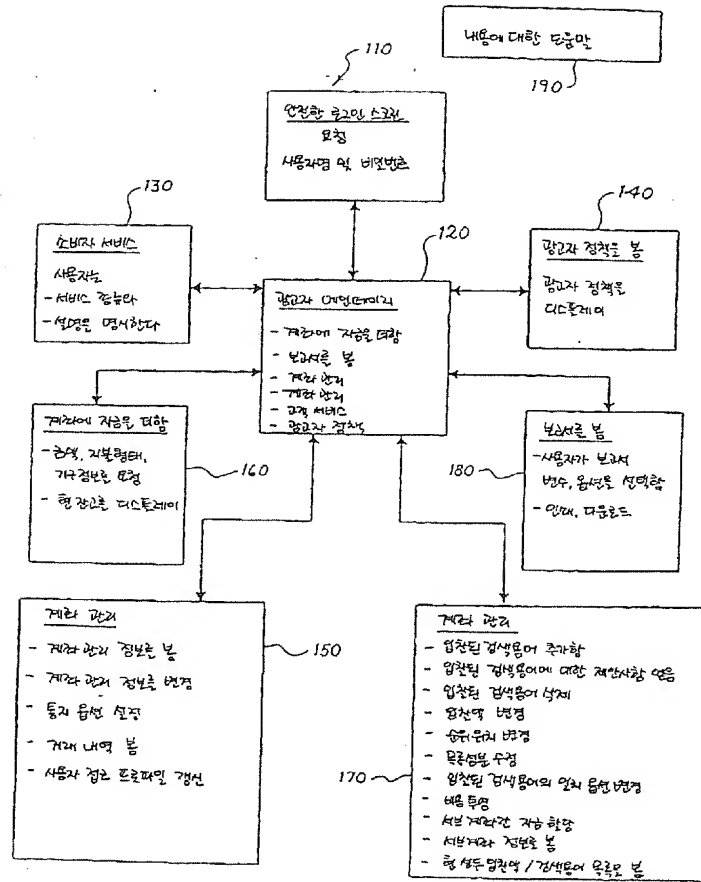 내용에 대한 도움말
190
110
안전한 로그인 스크린
요청
사용자명 및 비밀번호
130
소비자 서비스
사용자는
- 서비스 종류와
- 설명을 명시한다
120
광고자 메인페이지
- 계좌에 자금을 더함
- 보고서를 봄
- 계좌 관리
- 계좌 관리
- 고객 서비스
- 광고자 정책
140
광고자 정책을 봄
광고자 정책을
디스플레이
계좌에 자금을 더함
- 금액, 지불형태,
청구정보를 요청
- 현 잔고를 디스플레이
160
보고서를 봄
- 사용자가 보고서
변수, 옵션을 선택함
- 인쇄, 다운로드
180
계좌 관리
- 계좌 관리 정보를 봄
- 계좌 관리 정보를 변경
- 통지 옵션 설정
- 거래 내역 봄
- 사용자 접근 프로파일 갱신
150
계좌 관리
- 입찰된 검색용어 추가함
- 입찰된 검색용어에 대한 제안사항 얻음
- 입찰된 검색용어 삭제
- 입찰액 변경
- 순위위치 변경
- 목록성분 수정
- 입찰된 검색용어의 일치 옵션 변경
- 비용 투영
- 서브계좌간 자금 할당
- 서브계좌 정보를 봄
- 현 선두 입찰액 / 검색용어 목록을 봄
170